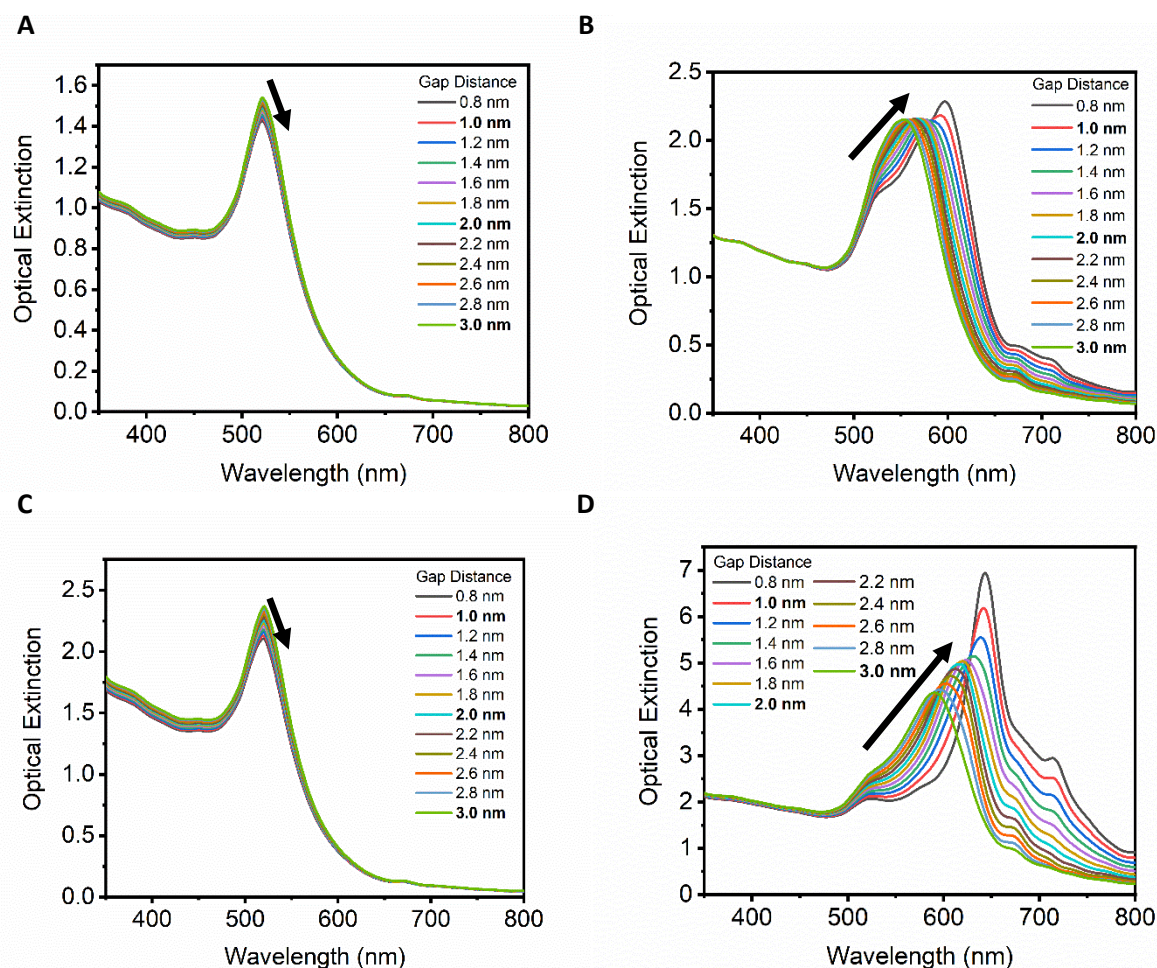 A
Optical Extinction
1.6
1.4
1.2
1.0
0.8
0.6
0.4
0.2
0.0
Gap Distance
0.8 nm
1.0 nm
1.2 nm
1.4 nm
1.6 nm
1.8 nm
2.0 nm
2.2 nm
2.4 nm
2.6 nm
2.8 nm
3.0 nm
400 500 600 700 800
Wavelength (nm)
B
Optical Extinction
2.5
2.0
1.5
1.0
0.5
0.0
Gap Distance
0.8 nm
1.0 nm
1.2 nm
1.4 nm
1.6 nm
1.8 nm
2.0 nm
2.2 nm
2.4 nm
2.6 nm
2.8 nm
3.0 nm
400 500 600 700 800
Wavelength (nm)
C
Optical Extinction
2.5
2.0
1.5
1.0
0.5
0.0
Gap Distance
0.8 nm
1.0 nm
1.2 nm
1.4 nm
1.6 nm
1.8 nm
2.0 nm
2.2 nm
2.4 nm
2.6 nm
2.8 nm
3.0 nm
400 500 600 700 800
Wavelength (nm)
D
Optical Extinction
7
6
5
4
3
2
1
0
Gap Distance
0.8 nm
1.0 nm
1.2 nm
1.4 nm
1.6 nm
1.8 nm
2.0 nm
2.2 nm
2.4 nm
2.6 nm
2.8 nm
3.0 nm
400 500 600 700 800
Wavelength (nm)